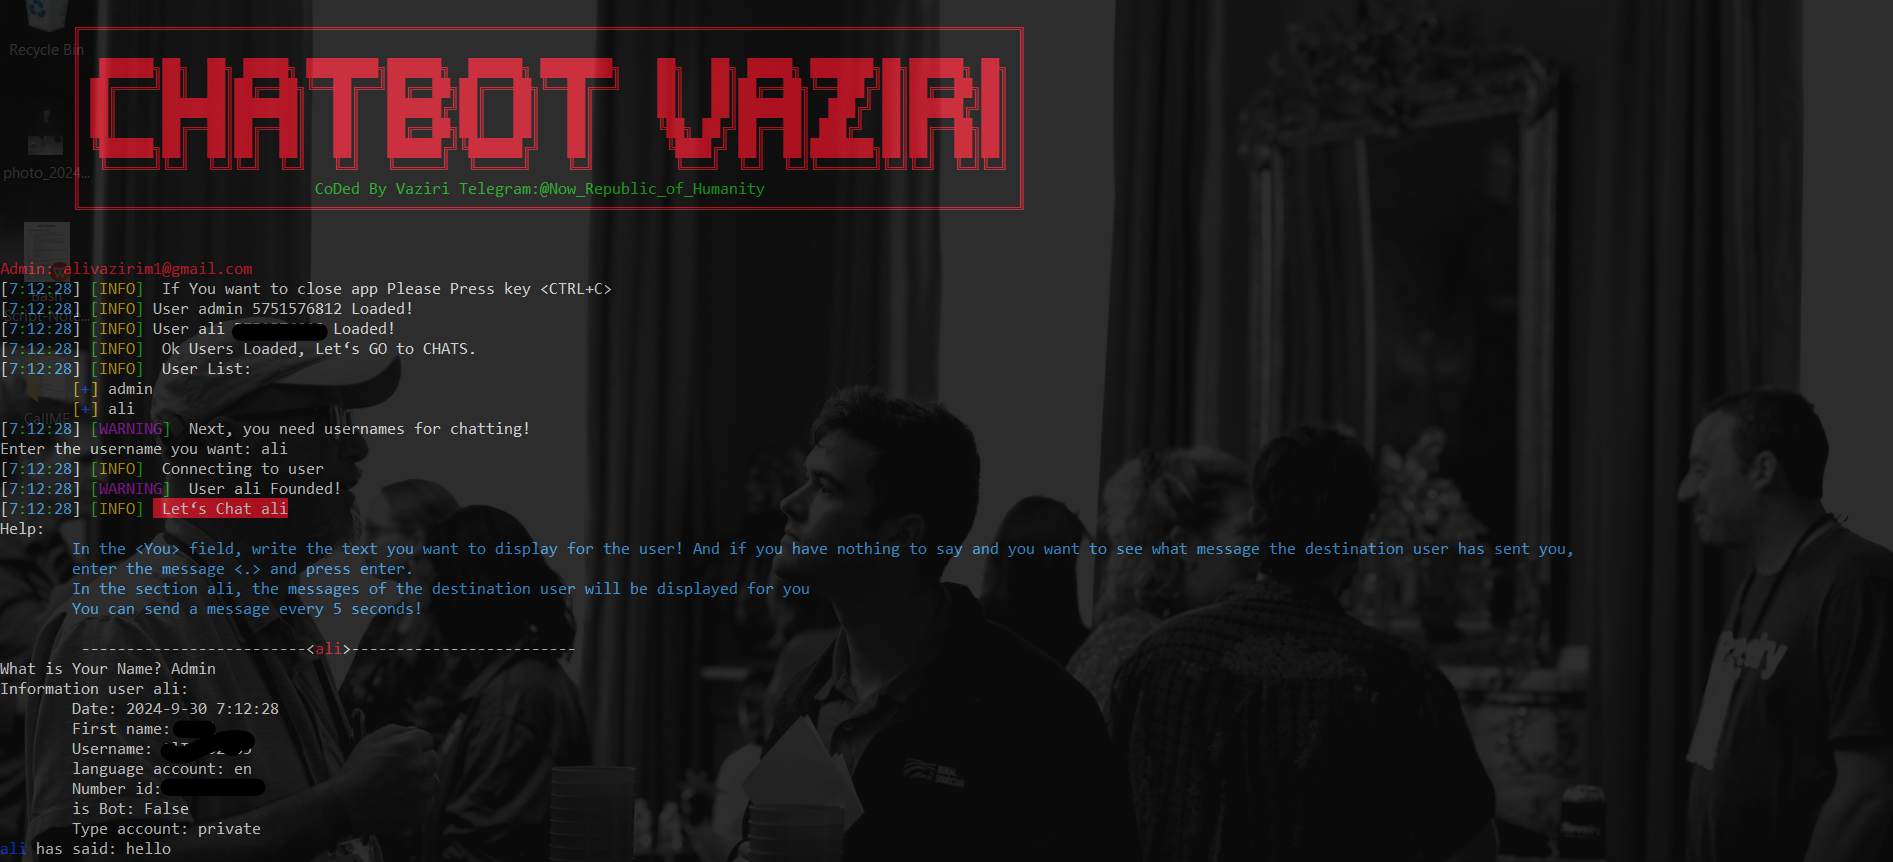 Recycle Bin
CHATBOT VAZIRI
photo_2024...
CoDed By Vaziri Telegram:@Now_Republic_of_Humanity
Admin: alivazirim1@gmail.com
[7:12:28] [INFO]  If You want to close app Please Press key <CTRL+C>
Bash
[7:12:28] [INFO] User admin 5751576812 Loaded!
Script-Note...
[7:12:28] [INFO] User ali Loaded!
[7:12:28] [INFO]  Ok Users Loaded, Let‘s GO to CHATS.
[7:12:28] [INFO]  User List:
[+] admin
[+] ali
CallME
[7:12:28] [WARNING]  Next, you need usernames for chatting!
Enter the username you want: ali
[7:12:28] [INFO]  Connecting to user
[7:12:28] [WARNING]  User ali Founded!
[7:12:28] [INFO]  Let‘s Chat ali
Help:
In the <You> field, write the text you want to display for the user! And if you have nothing to say and you want to see what message the destination user has sent you,
enter the message <.> and press enter.
In the section ali, the messages of the destination user will be displayed for you
You can send a message every 5 seconds!
-------------------------<ali>-------------------------
What is Your Name? Admin
Information user ali:
Date: 2024-9-30 7:12:28
First name:
Username:
language account: en
Number id:
is Bot: False
Type account: private
ali has said: hello